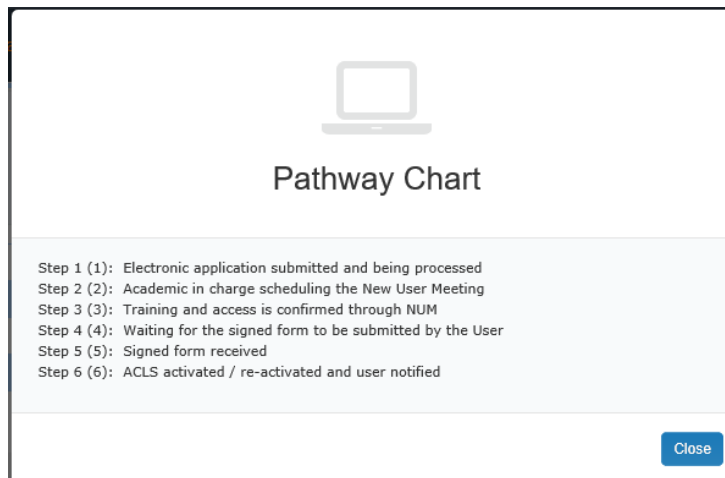 Pathway Chart
Step 1 (1): Electronic application submitted and being processed
Step 2 (2): Academic in charge scheduling the New User Meeting
Step 3 (3): Training and access is confirmed through NUM
Step 4 (4): Waiting for the signed form to be submitted by the User
Step 5 (5): Signed form received
Step 6 (6): ACLS activated / re-activated and user notified
Close